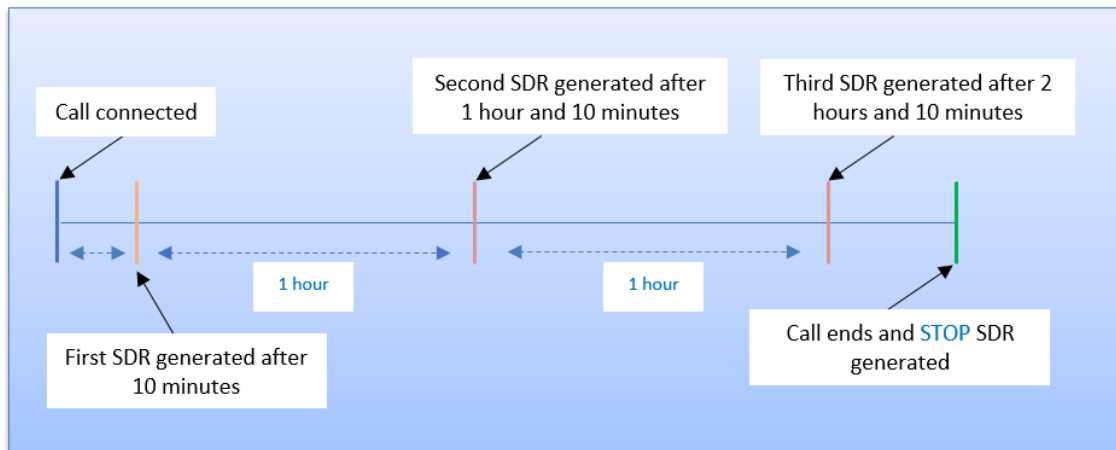 Call connected
Second SDR generated after
1 hour and 10 minutes
Third SDR generated after 2
hours and 10 minutes
1 hour
1 hour
First SDR generated after
10 minutes
Call ends and STOP SDR
generated